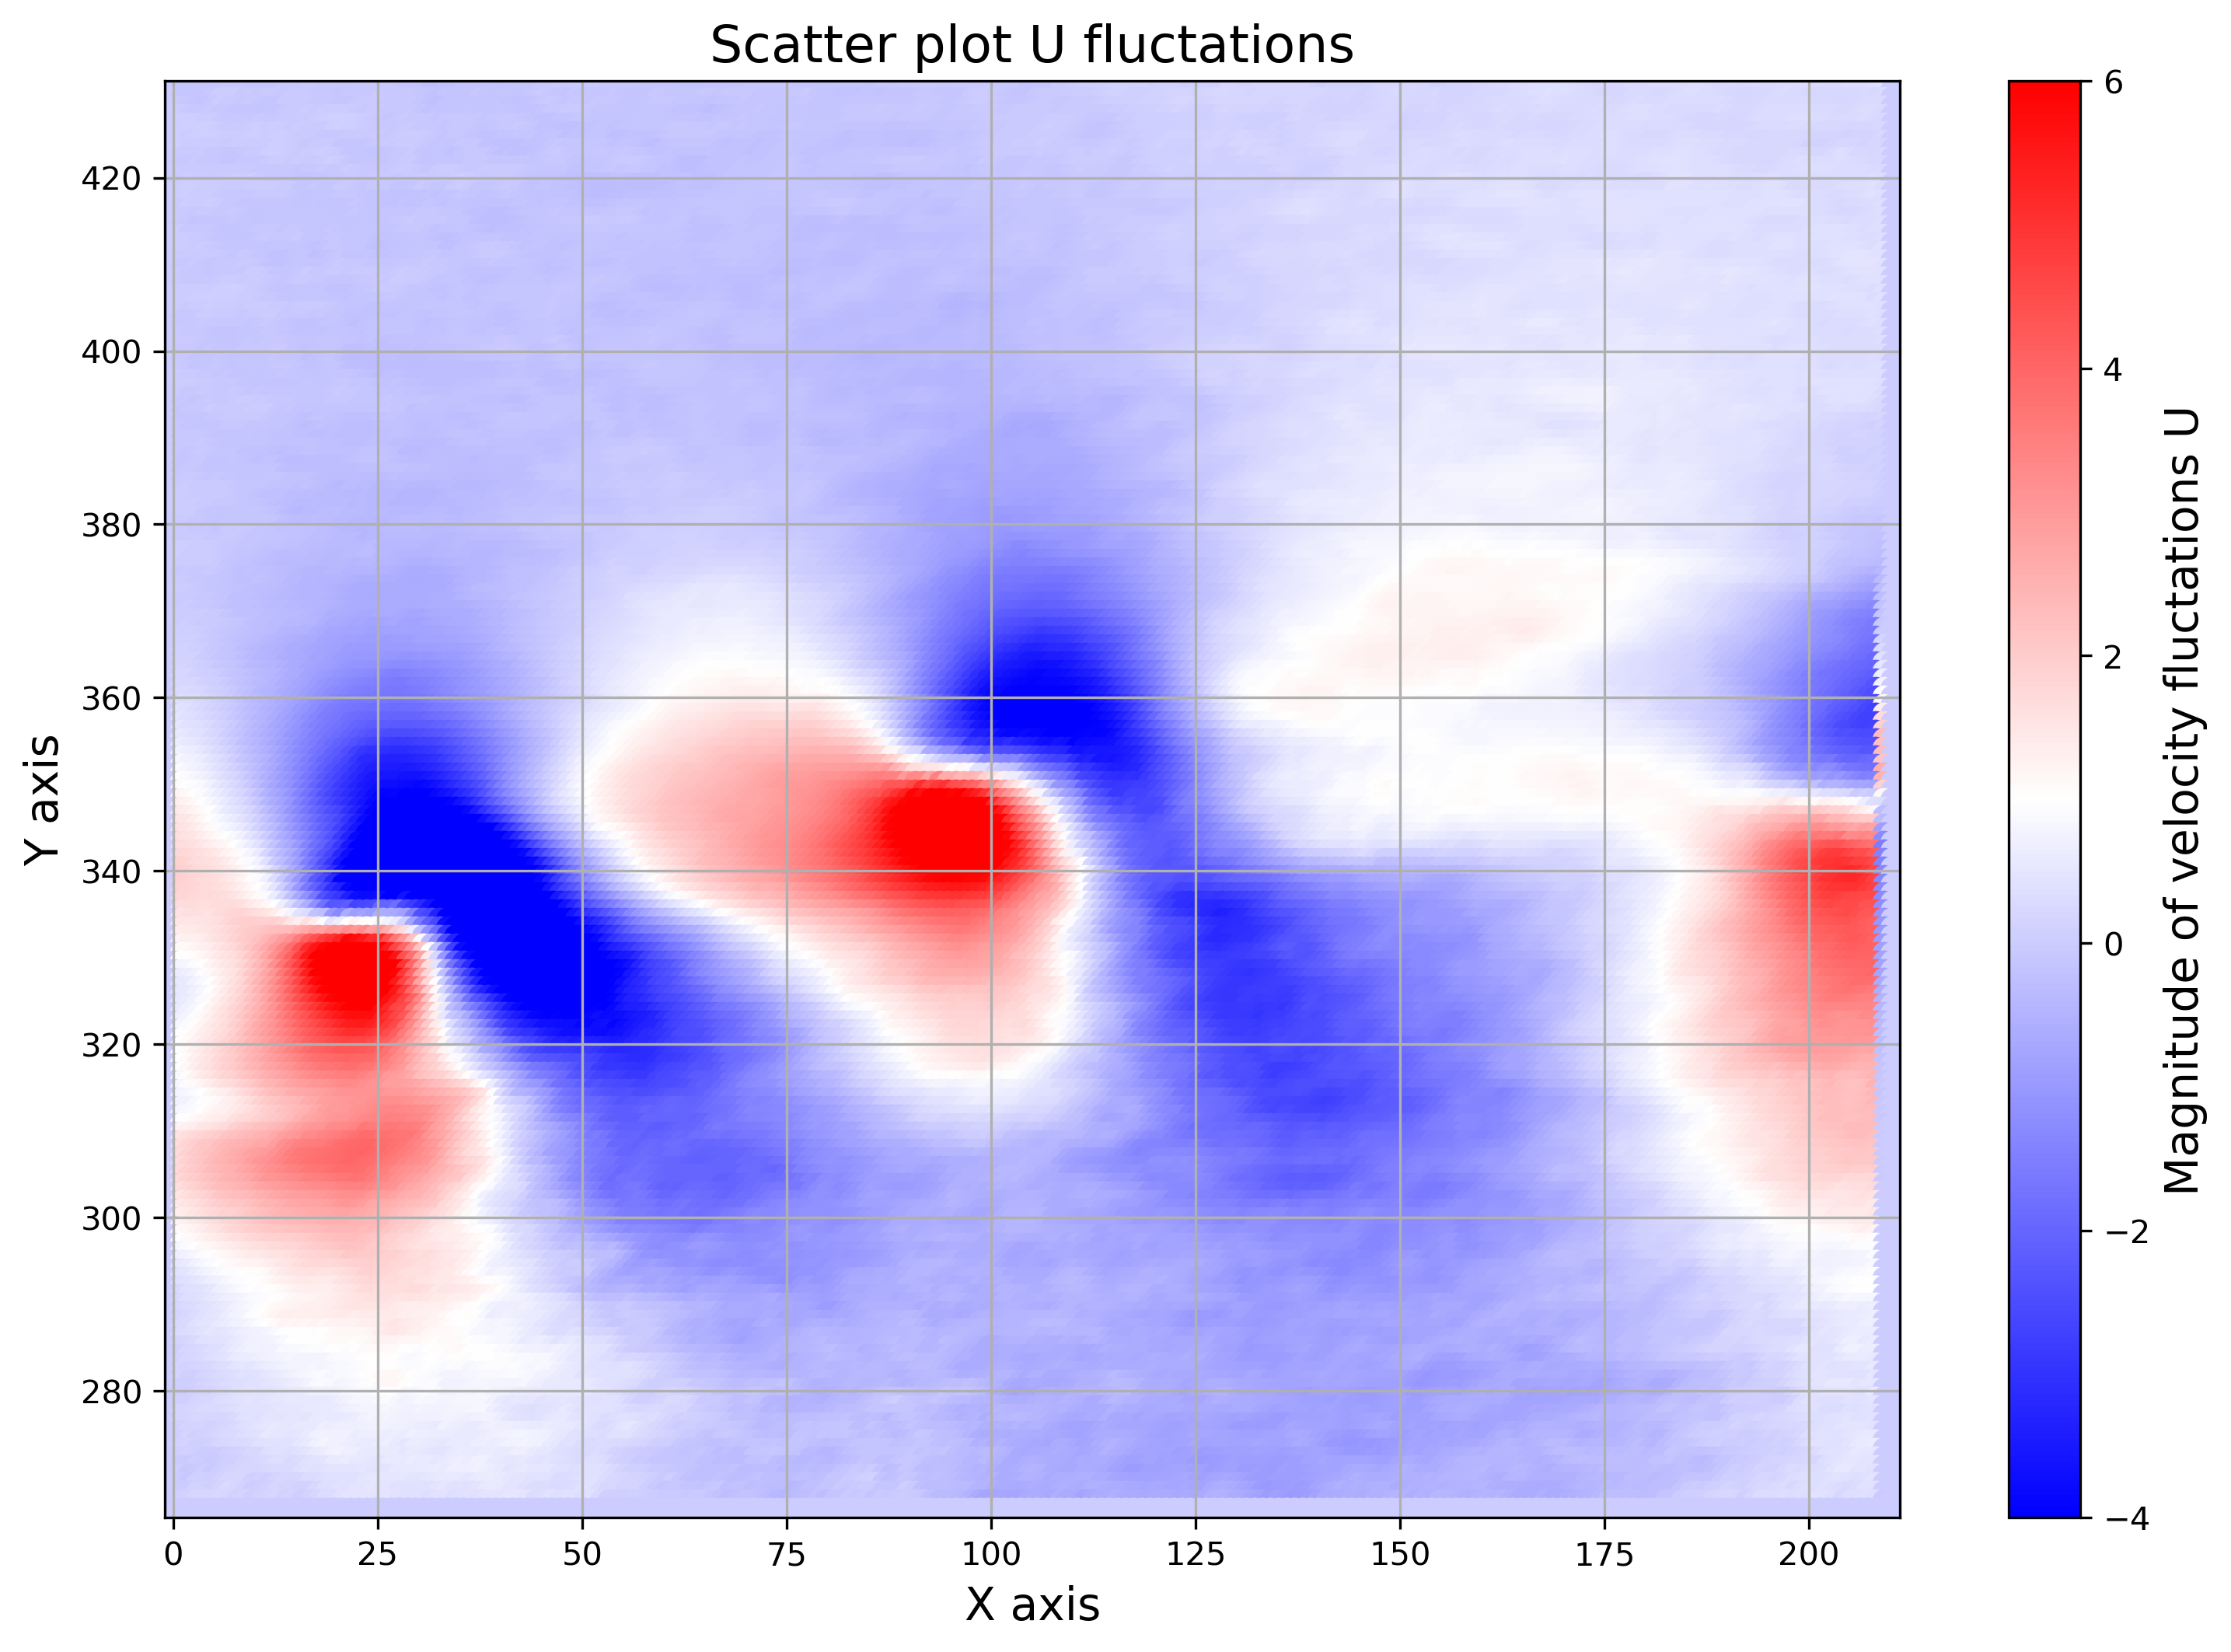 Scatter plot U fluctations
420
400
380
360
340
320
300
280
Y axis
0 25 50 75 100 125 150 175 200
X axis
6
4
2
0
−2
−4
Magnitude of velocity fluctations U